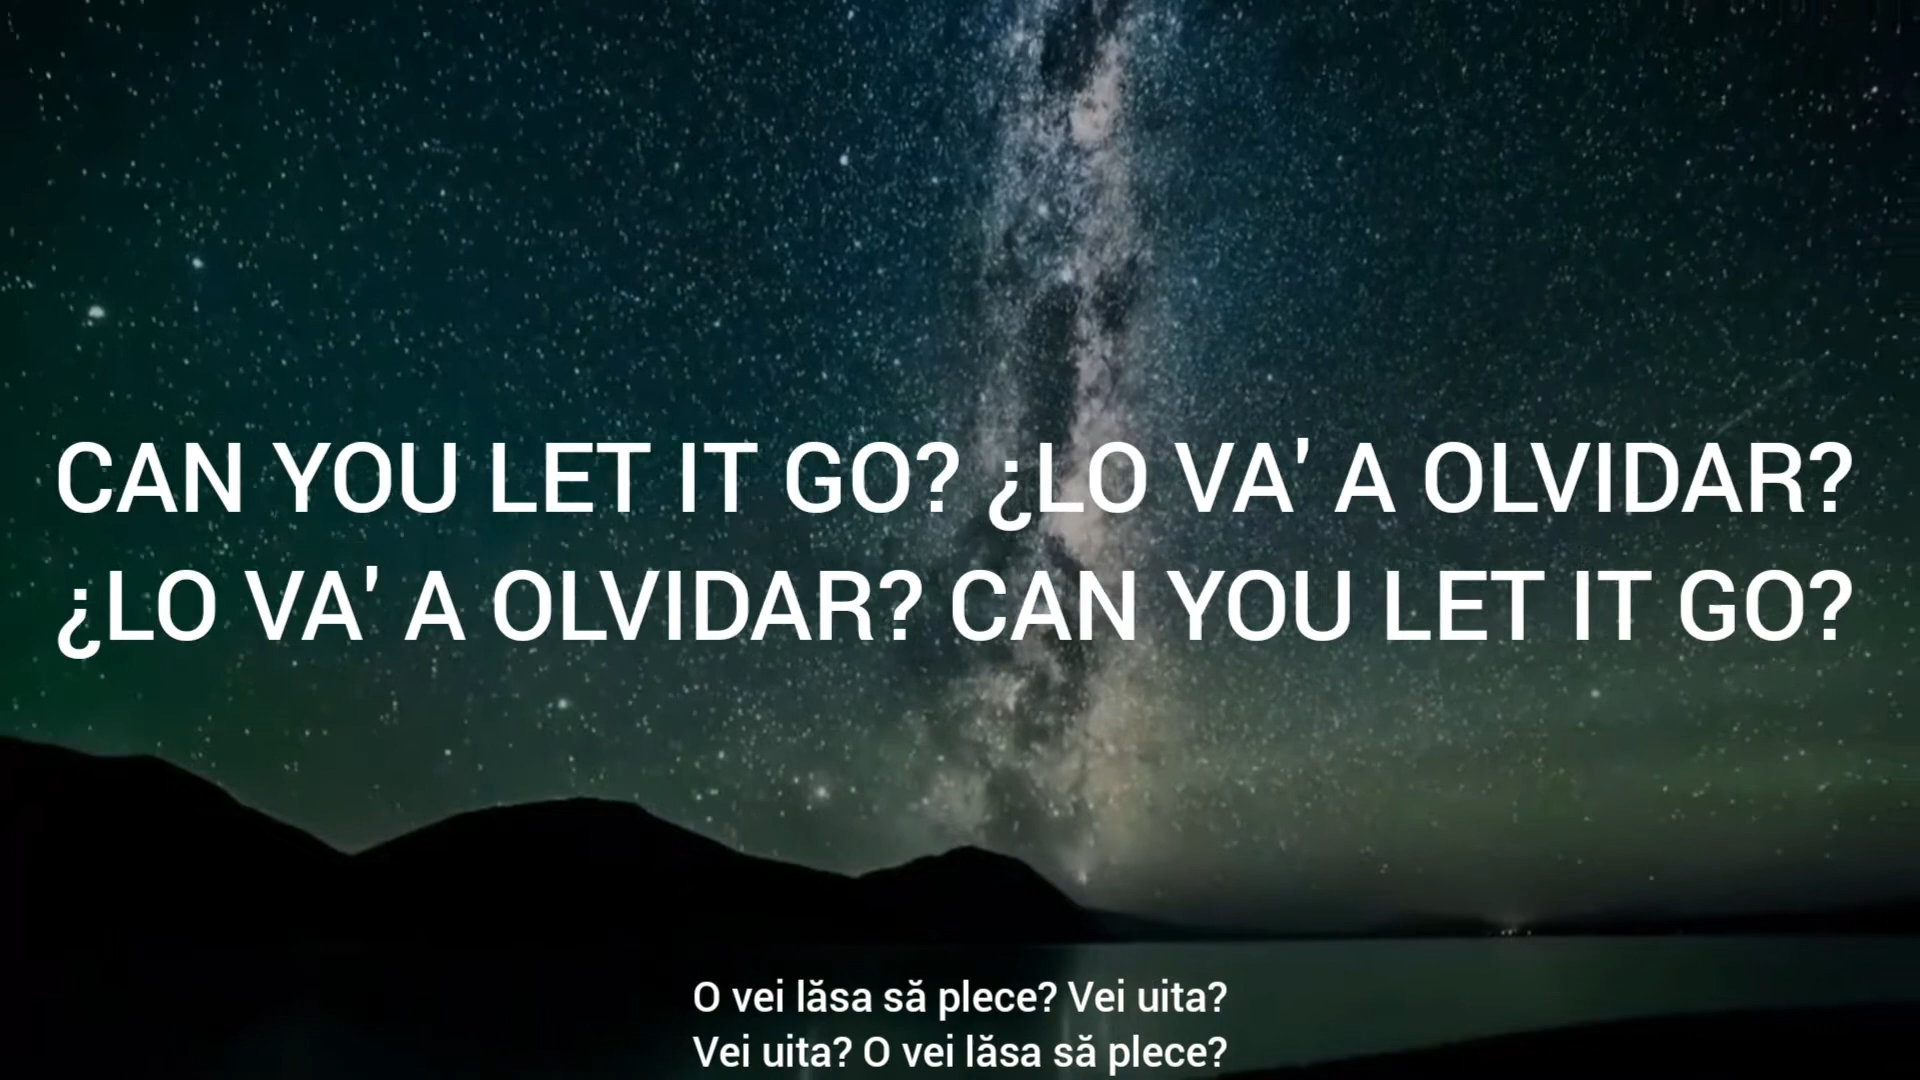 CAN YOU LET IT GO? ¿LO VA' A OLVIDAR?
¿LO VA' A OLVIDAR? CAN YOU LET IT GO?
O vei lăsa să plece? Vei uita?
Vei uita? O vei lăsa să plece?